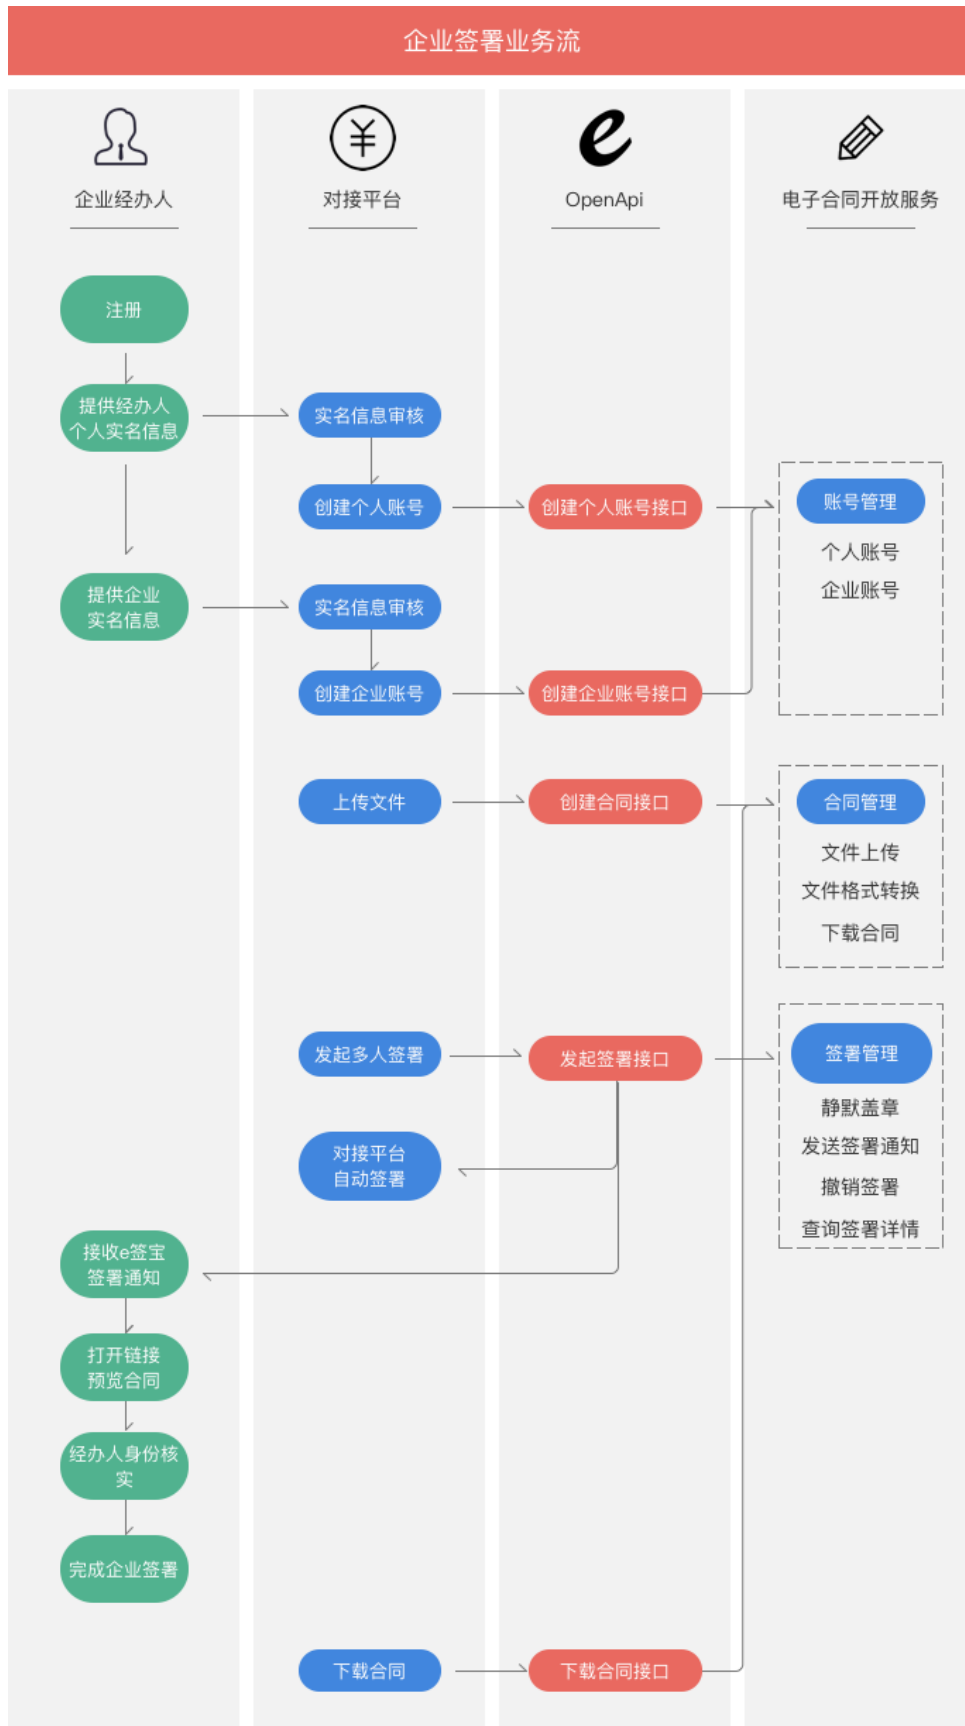 企业签署业务流
企业经办人
对接平台
OpenApi
电子合同开放服务
注册
提供经办人
个人实名信息
实名信息审核
创建个人账号
创建个人账号接口
账号管理
个人账号
企业账号
提供企业
实名信息
实名信息审核
创建企业账号
创建企业账号接口
上传文件
创建合同接口
合同管理
文件上传
文件格式转换
下载合同
发起多人签署
发起签署接口
签署管理
静默盖章
发送签署通知
撤销签署
查询签署详情
对接平台
自动签署
接收e签宝
签署通知
打开链接
预览合同
经办人身份核
实
完成企业签署
下载合同
下载合同接口